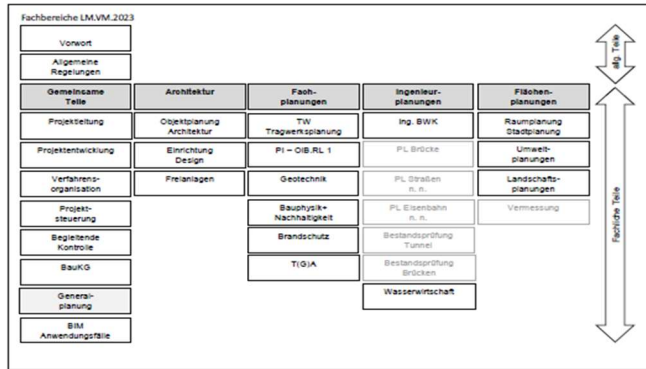 Fachbereiche LM.VM.2023
Vorwort
Allgemeine
Regelungen
allg. Teile
Gemeinsame
Teile
Architektur
Fach-
planungen
Ingenieur-
planungen
Flächen-
planungen
Projektleitung
Objektplanung
Architektur
TW
Tragwerksplanung
Ing. BWK
Raumplanung
Stadtplanung
Projektentwicklung
Einrichtung
Design
PI – OIB.RL 1
PL Brücke
Umwelt-
planungen
Verfahrens-
organisation
Freianlagen
Geotechnik
PL Straßen
n. n.
Landschafts-
planungen
Projekt-
steuerung
Bauphysik+
Nachhaltigkeit
PL Eisenbahn
n. n.
Vermessung
Begleitende
Kontrolle
Brandschutz
Bestandsprüfung
Tunnel
BauKG
T(G)A
Bestandsprüfung
Brücken
General-
planung
Wasserwirtschaft
BIM
Anwendungsfälle
Fachliche Teile